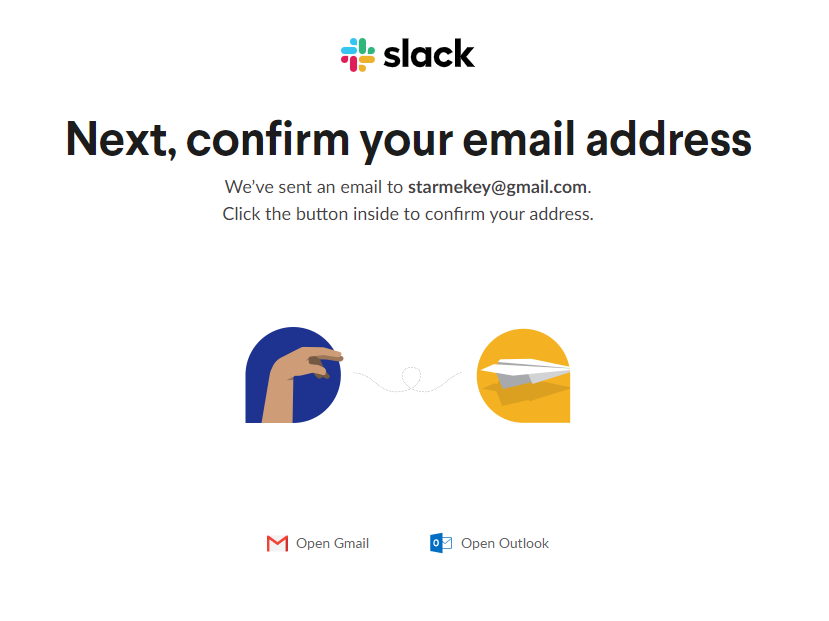 slack
Next, confirm your email address
We've sent an email to starmekey@gmail.com.
Click the button inside to confirm your address.
Open Gmail
Open Outlook